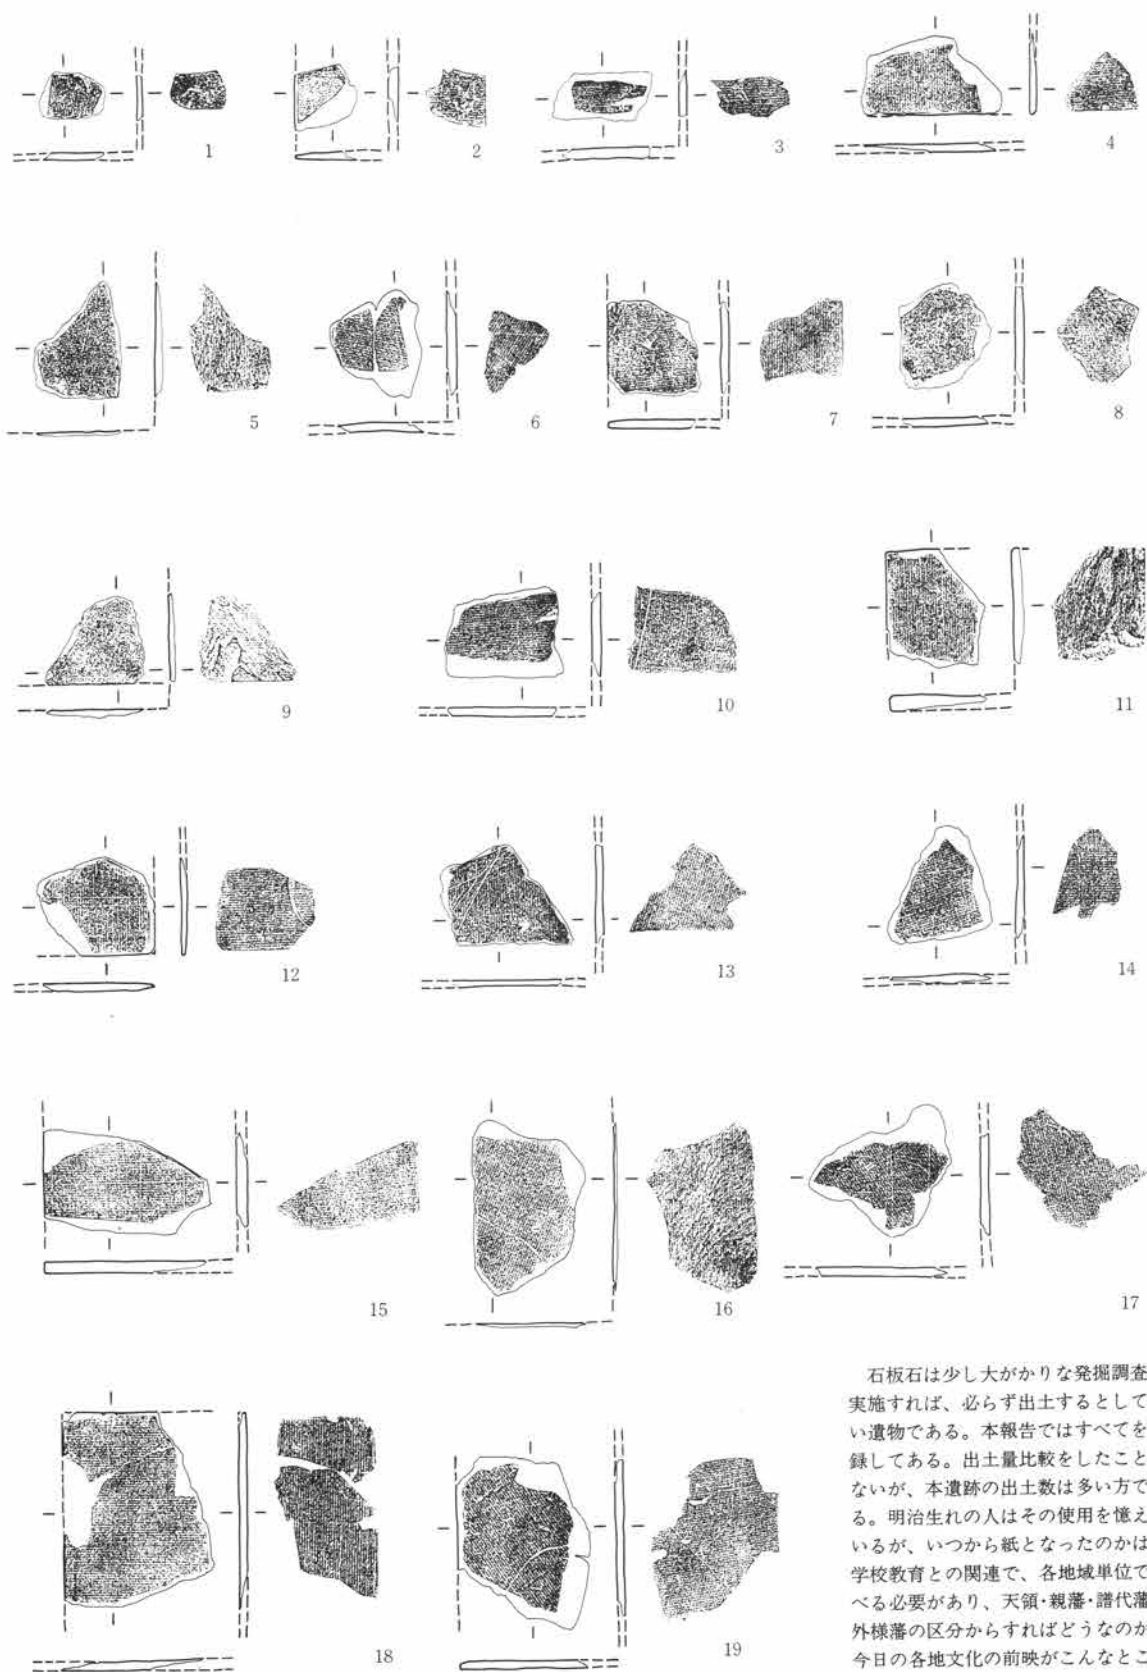 1
2
3
4
5
6
7
8
9
10
11
12
13
14
15
16
17
18
19
石板石は少し大がかりな発掘調査
実施すれば、必らず出土するとして
い遺物である。本報告ではすべてを
録してある。出土量比較をしたこと
ないが、本遺跡の出土数は多い方で
る。明治生れの人はその使用を憶え
いるが、いつから紙となったのかは
学校教育との関連で、各地域単位で
べる必要があり、天領・親藩・譜代藩
外様藩の区分からすればどうなのか
今日の各地文化の前映がこんなとこ